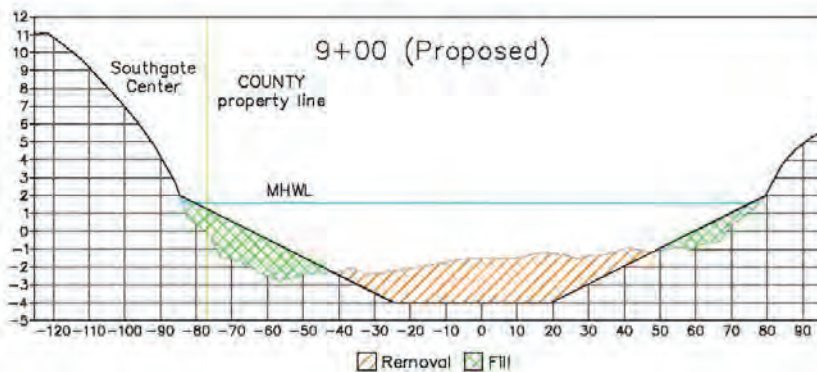 12
11
10
9
8
7
6
5
4
3
2
1
0
-1
-2
-3
-4
-5
9+00 (Proposed)
Southgate
Center
COUNTY
property line
MHWL
-120 -110 -100 -90 -80 -70 -60 -50 -40 -30 -20 -10 0 10 20 30 40 50 60 70 80 90
Removal Fill